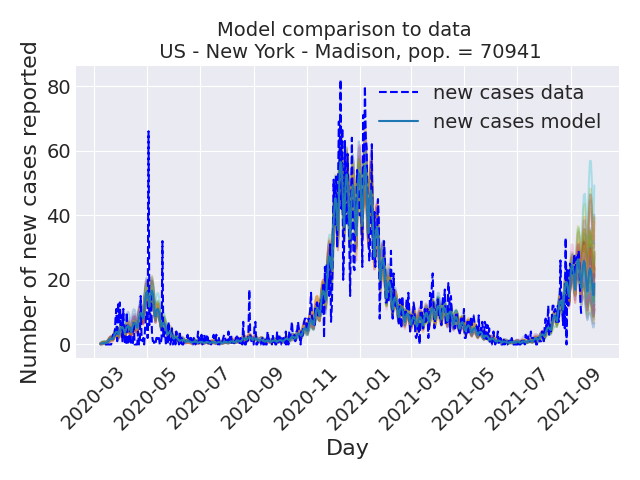 Model comparison to data
US - New York - Madison, pop. = 70941
Number of new cases reported
80
60
40
20
0
new cases data
new cases model
2020-03
2020-05
2020-07
2020-09
2020-11
2021-01
2021-03
2021-05
2021-07
2021-09
Day